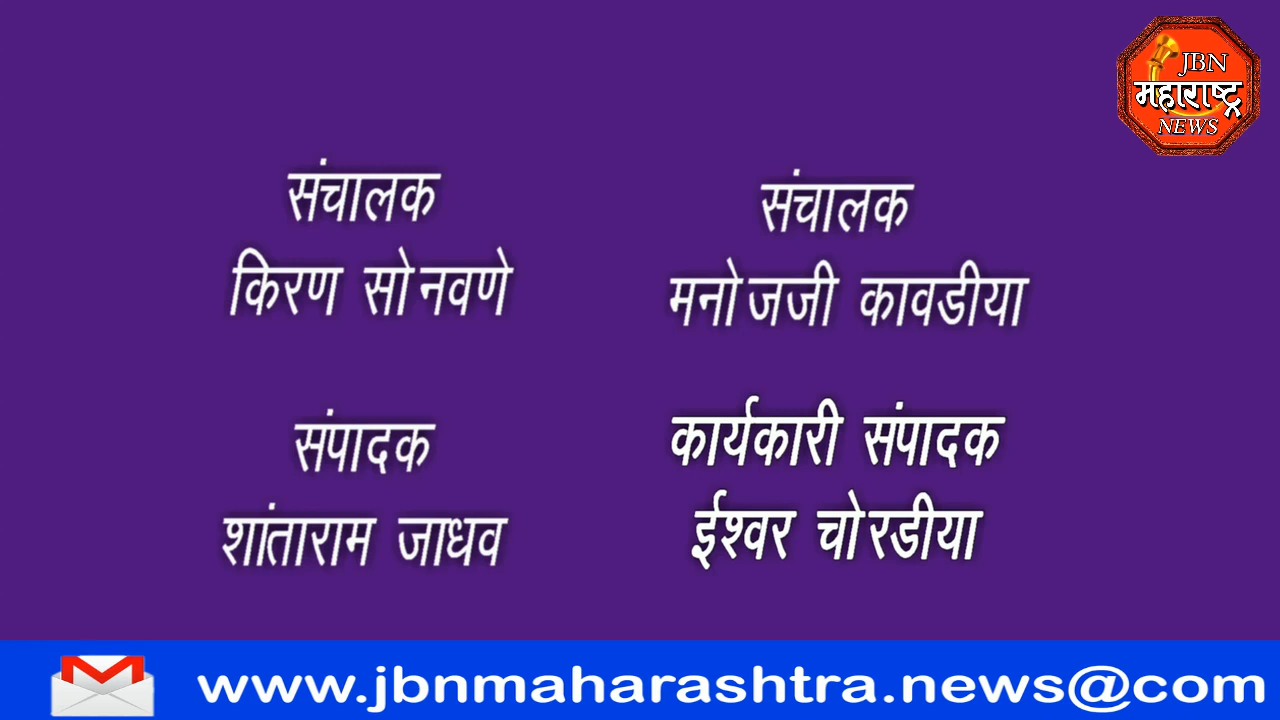 JBN
महाराष्ट्र
NEWS
संचालक
किरण सोनवणे
संचालक
मनोजजी कावडीया
संपादक
शांताराम जाधव
कार्यकारी संपादक
ईश्वर चोरडीया
www.jbnmaharashtra.news@com